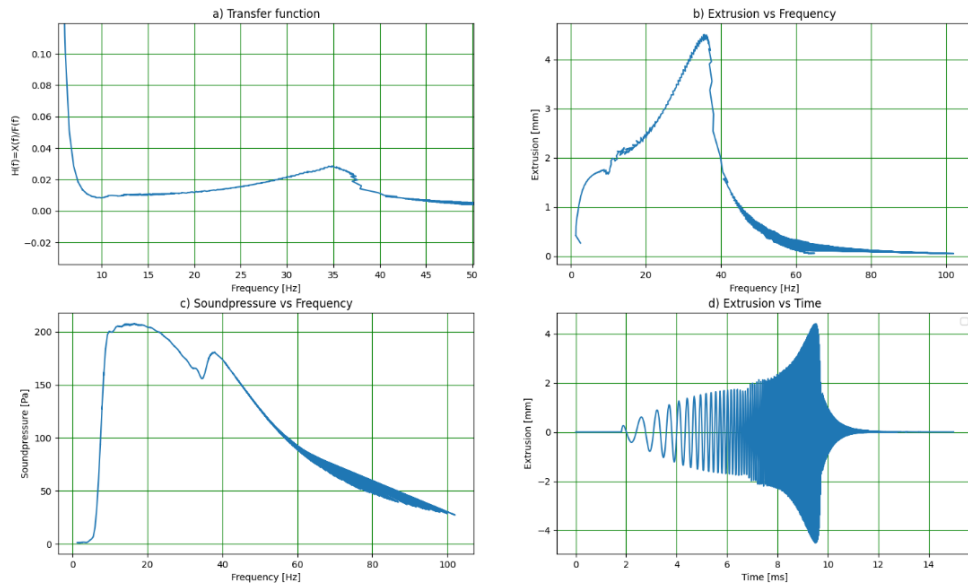 a) Transfer function
H(f)=X(f)/F(f)
0.10
0.08
0.06
0.04
0.02
0.00
−0.02
10 15 20 25 30 35 40 45 50
Frequency [Hz]
b) Extrusion vs Frequency
Extrusion [mm]
4
3
2
1
0
0 20 40 60 80 100
Frequency [Hz]
c) Soundpressure vs Frequency
Soundpressure [Pa]
200
150
100
50
0
0 20 40 60 80 100
Frequency [Hz]
d) Extrusion vs Time
Extrusion [mm]
4
2
0
−2
−4
0 2 4 6 8 10 12 14
Time [ms]